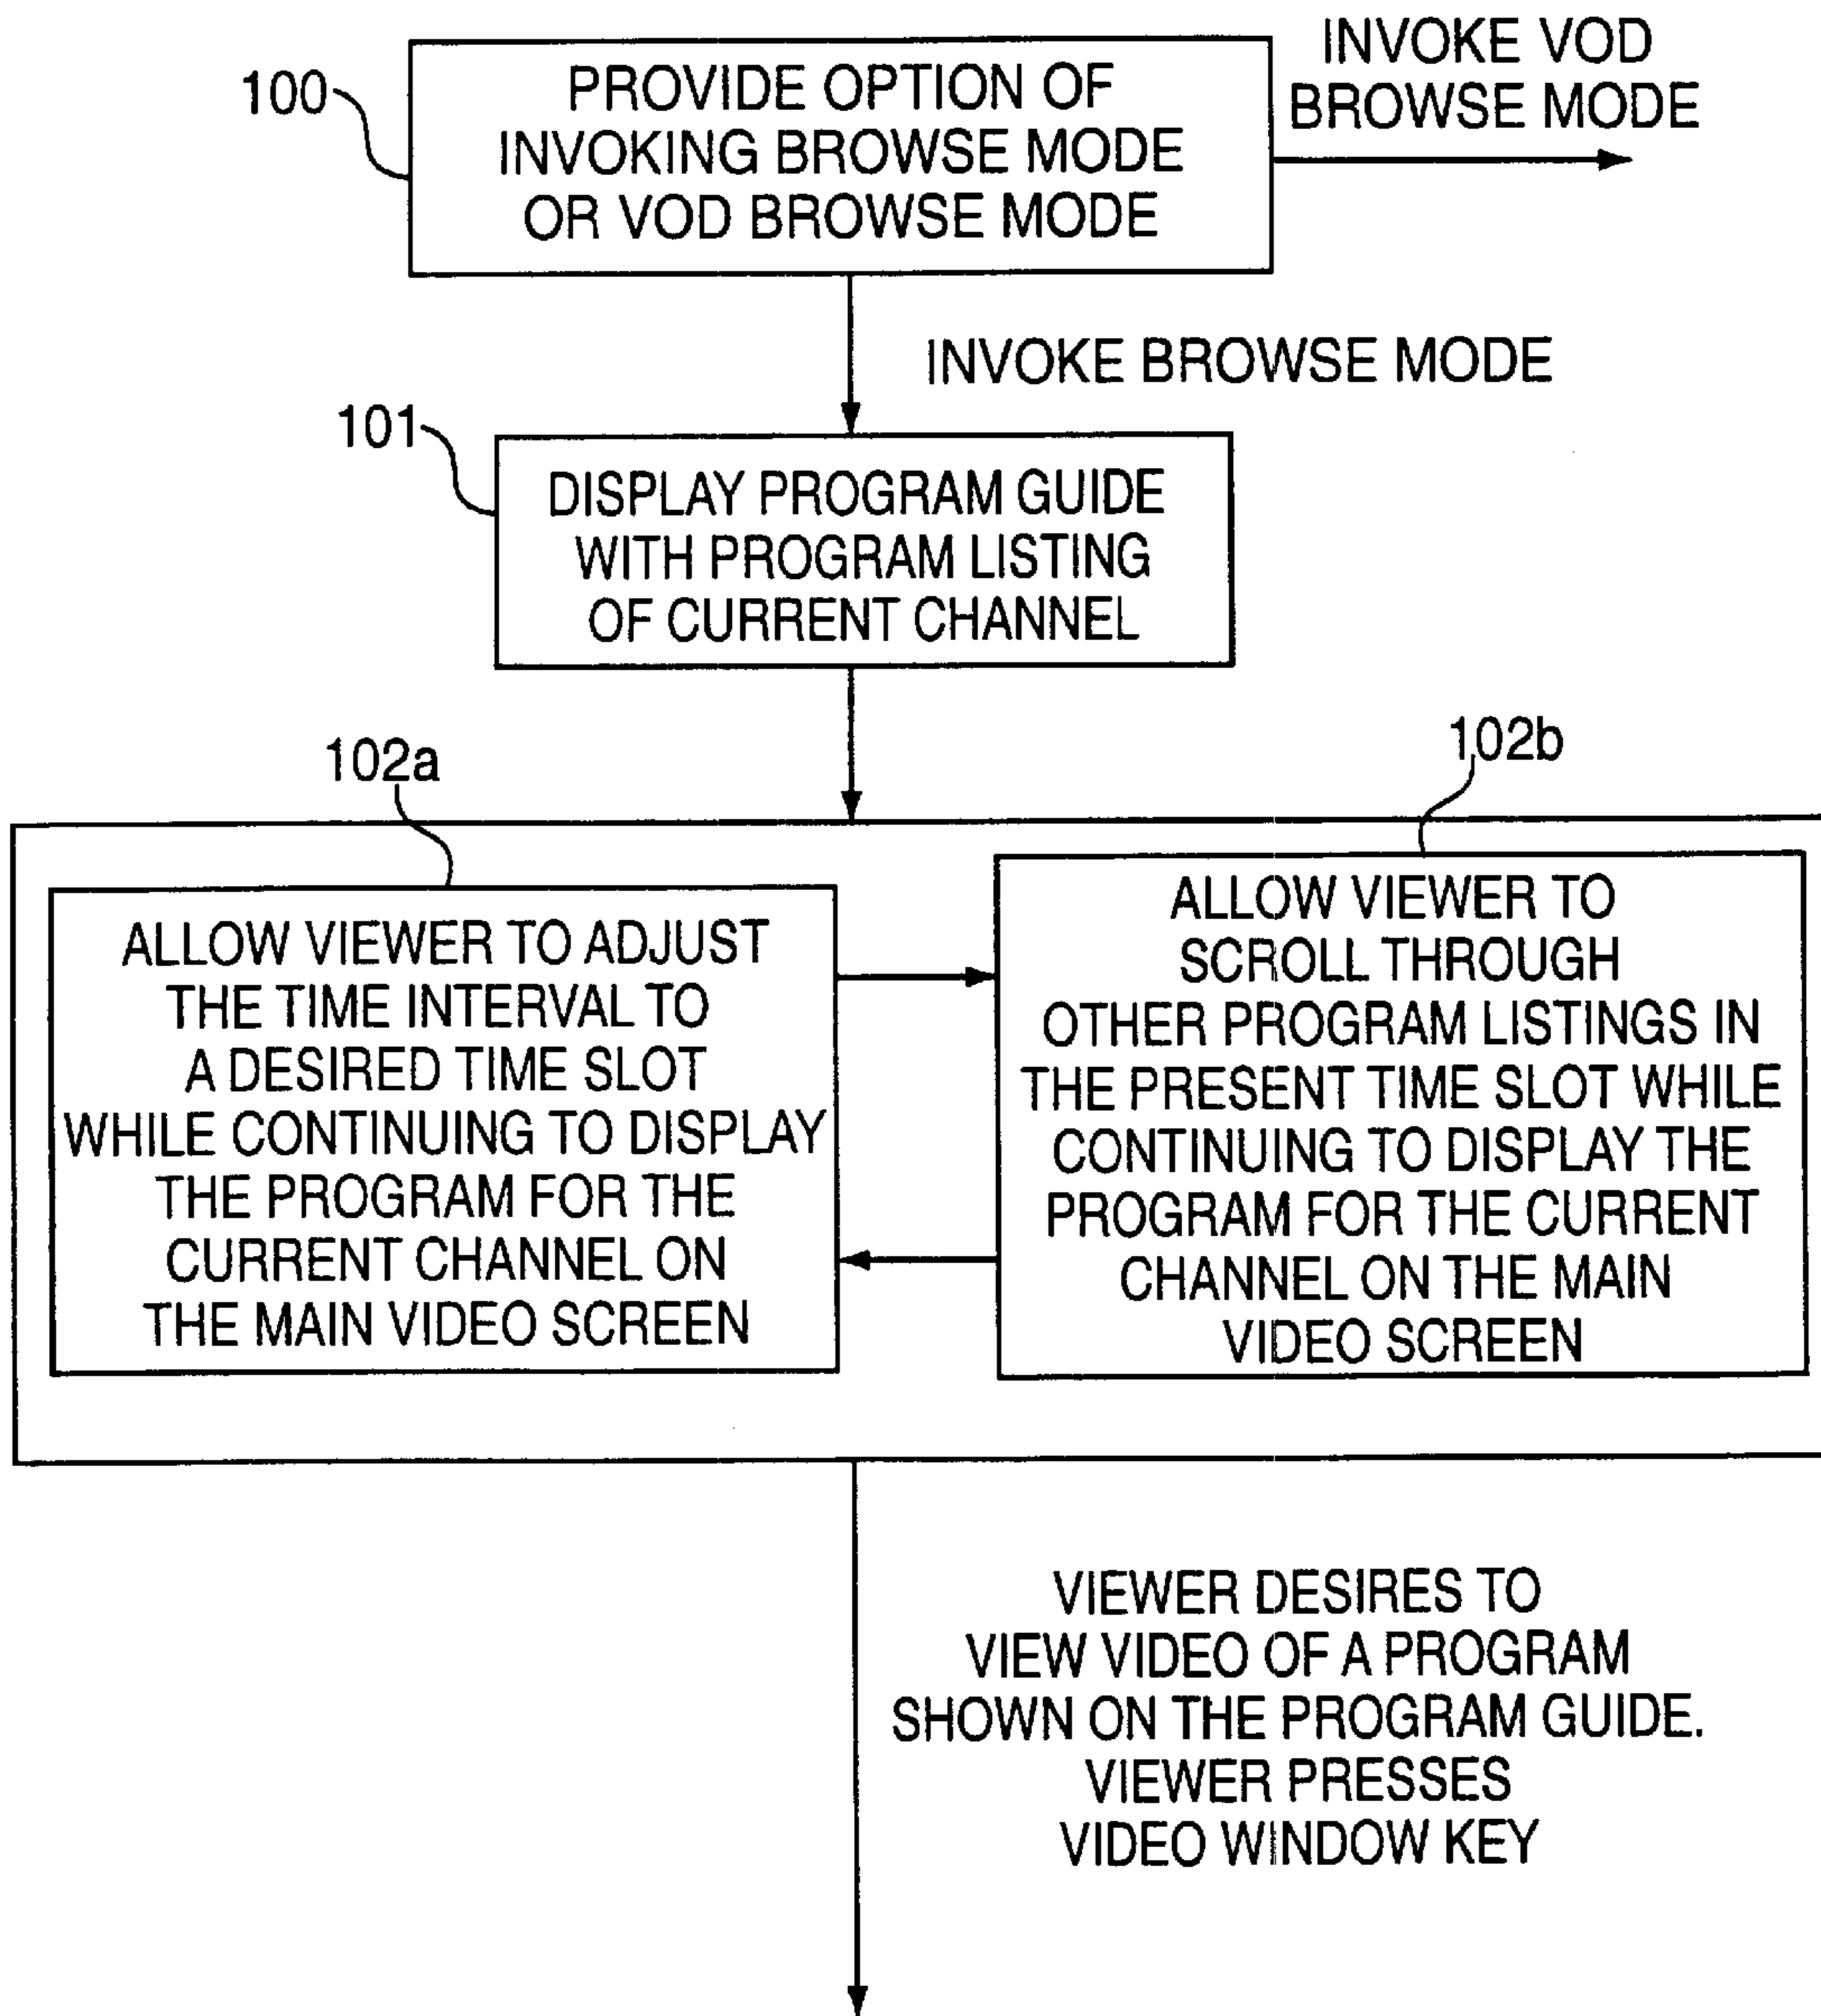 100
PROVIDE OPTION OF
INVOKING BROWSE MODE
OR VOD BROWSE MODE
INVOKE VOD
BROWSE MODE
INVOKE BROWSE MODE
101
DISPLAY PROGRAM GUIDE
WITH PROGRAM LISTING
OF CURRENT CHANNEL
102a
ALLOW VIEWER TO ADJUST
THE TIME INTERVAL TO
A DESIRED TIME SLOT
WHILE CONTINUING TO DISPLAY
THE PROGRAM FOR THE
CURRENT CHANNEL ON
THE MAIN VIDEO SCREEN
102b
ALLOW VIEWER TO
SCROLL THROUGH
OTHER PROGRAM LISTINGS IN
THE PRESENT TIME SLOT WHILE
CONTINUING TO DISPLAY THE
PROGRAM FOR THE CURRENT
CHANNEL ON THE MAIN
VIDEO SCREEN
VIEWER DESIRES TO
VIEW VIDEO OF A PROGRAM
SHOWN ON THE PROGRAM GUIDE.
VIEWER PRESSES
VIDEO WINDOW KEY